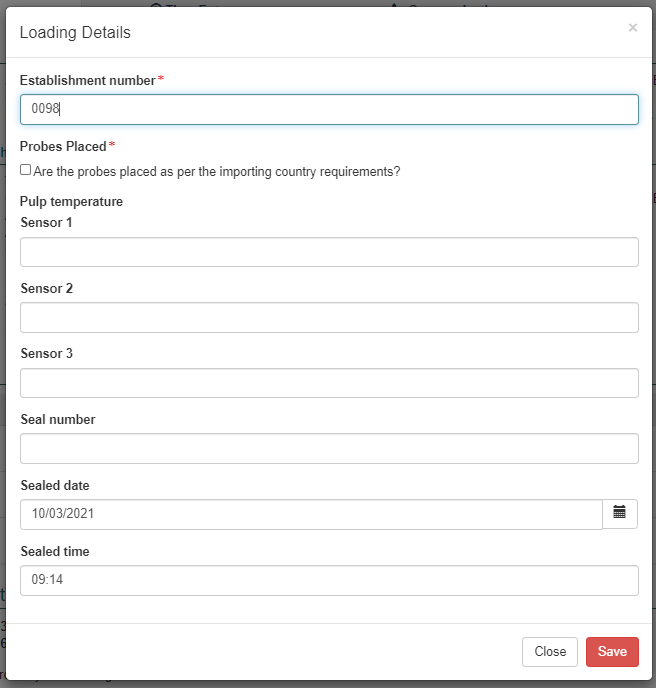 Loading Details
×
Establishment number*
0098
Probes Placed*
Are the probes placed as per the importing country requirements?
Pulp temperature
Sensor 1
Sensor 2
Sensor 3
Seal number
Sealed date
10/03/2021
Sealed time
09:14
Close Save